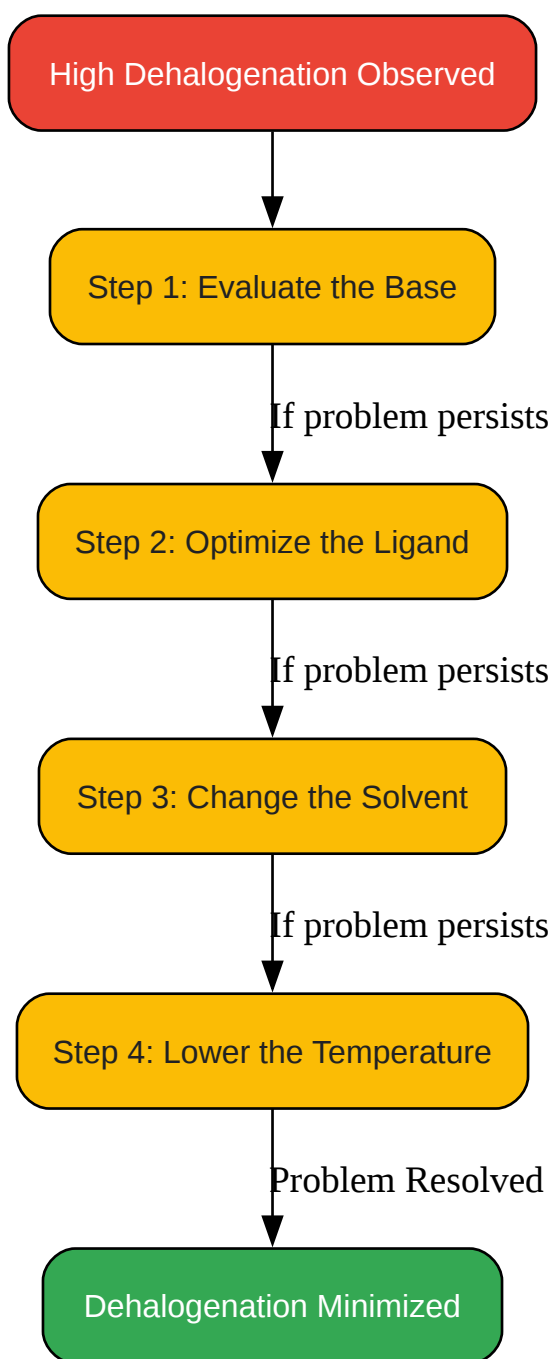 High Dehalogenation Observed
Step 1: Evaluate the Base
If problem persists
Step 2: Optimize the Ligand
If problem persists
Step 3: Change the Solvent
If problem persists
Step 4: Lower the Temperature
Problem Resolved
Dehalogenation Minimized